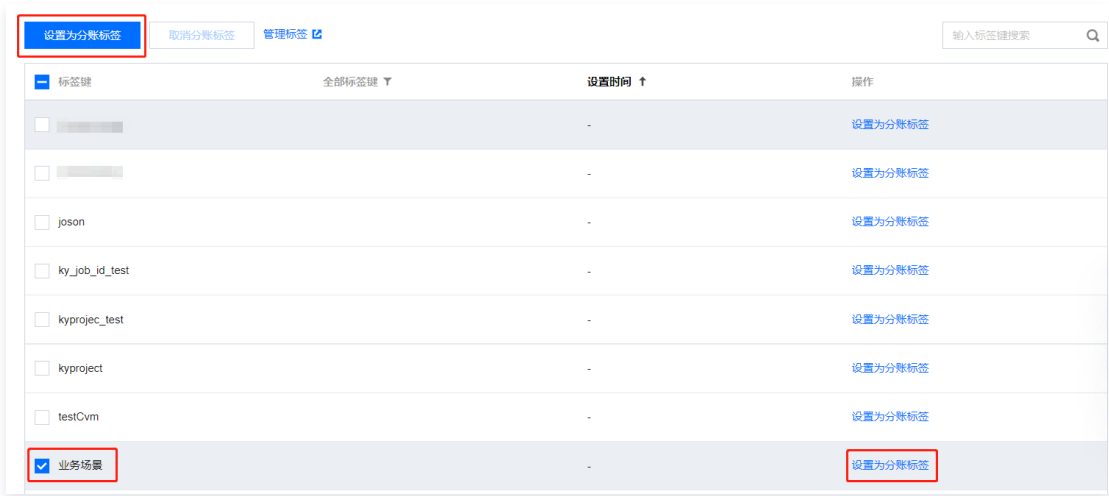 设置为分账标签 取消分账标签 管理标签 输入标签键搜索
标签键 全部标签键 设置时间 ↑ 操作
- 设置为分账标签
- 设置为分账标签
joson - 设置为分账标签
ky_job_id_test - 设置为分账标签
kyprojec_test - 设置为分账标签
kyproject - 设置为分账标签
testCvm - 设置为分账标签
业务场景 - 设置为分账标签